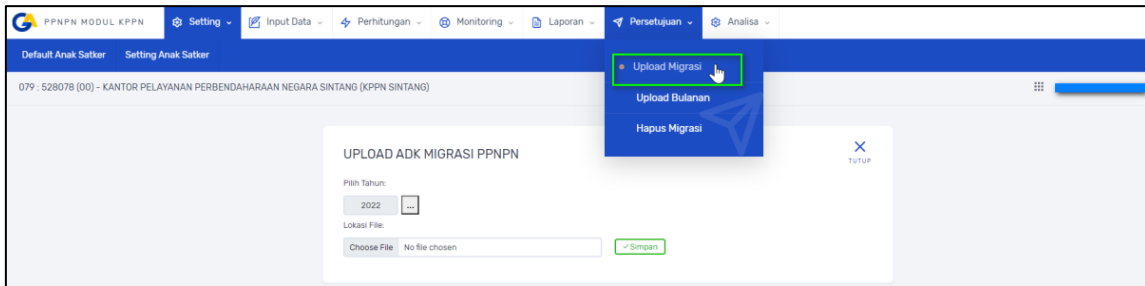 GA PPNPN MODUL KPPN Setting Input Data Perhitungan Monitoring Laporan Persetujuan Analisa
Default Anak Satker Setting Anak Satker
Upload Migrasi
Upload Bulanan
Hapus Migrasi
079 : 528078 (00) - KANTOR PELAYANAN PERBENDAHARAAN NEGARA SINTANG (KPPN SINTANG)
UPLOAD ADK MIGRASI PPNPN
TUTUP
Pilih Tahun:
2022 ...
Lokasi File:
Choose File No file chosen Simpan